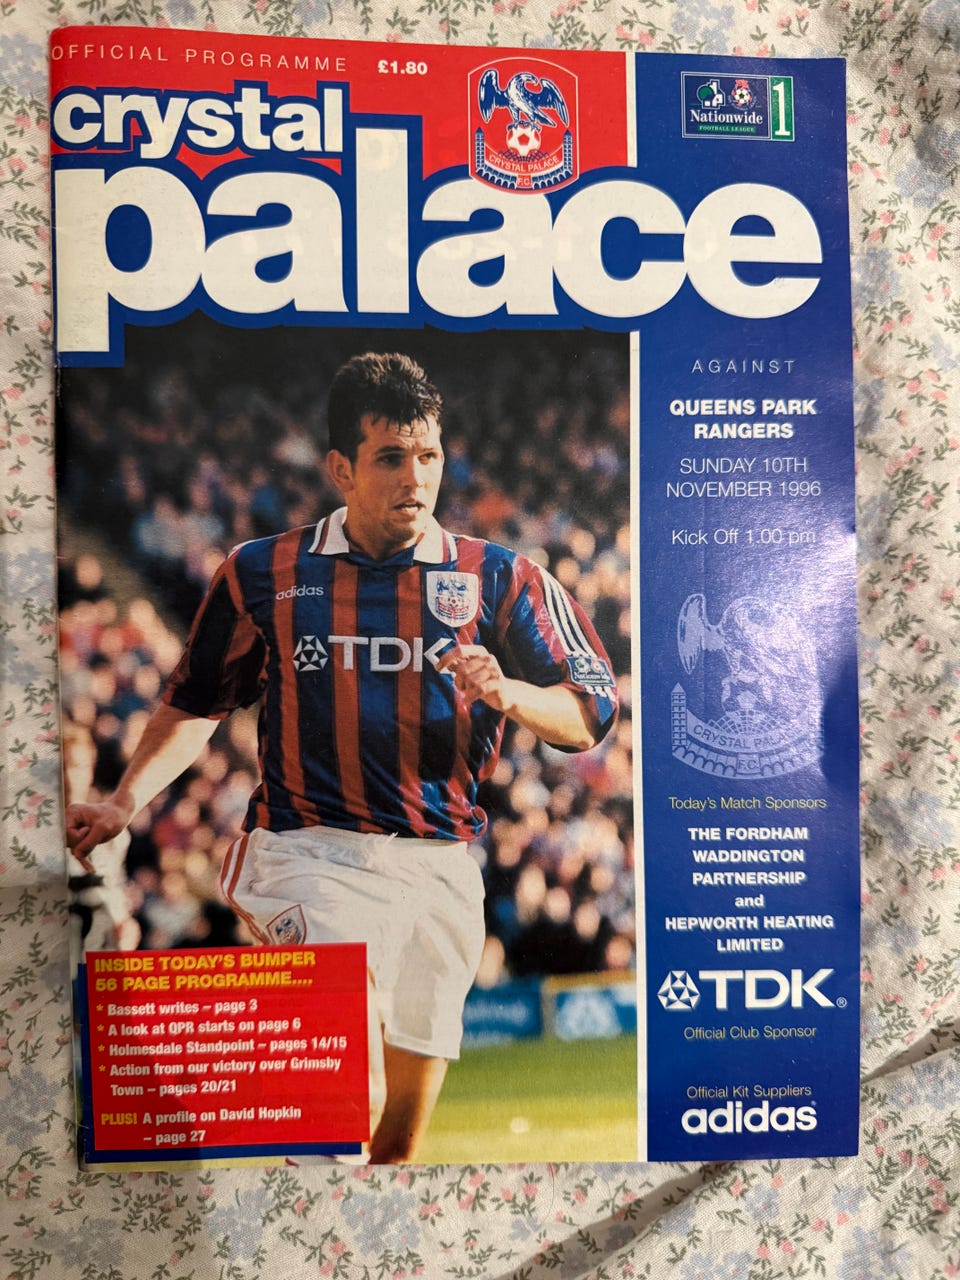 OFFICIAL PROGRAMME £1.80
crystal
palace
CRYSTAL PALACE
F.C.
Nationwide
FOOTBALL LEAGUE
1
AGAINST
QUEENS PARK
RANGERS
SUNDAY 10TH
NOVEMBER 1996
Kick Off 1.00 pm
adidas
TDK
Nationwide
CRYSTAL PALACE
F.C.
Today's Match Sponsors
THE FORDHAM
WADDINGTON
PARTNERSHIP
and
HEPWORTH HEATING
LIMITED
TDK®
Official Club Sponsor
Official Kit Suppliers
adidas
INSIDE TODAY'S BUMPER
56 PAGE PROGRAMME....
* Bassett writes – page 3
* A look at QPR starts on page 6
* Holmesdale Standpoint – pages 14/15
* Action from our victory over Grimsby
Town – pages 20/21
PLUS! A profile on David Hopkin
– page 27